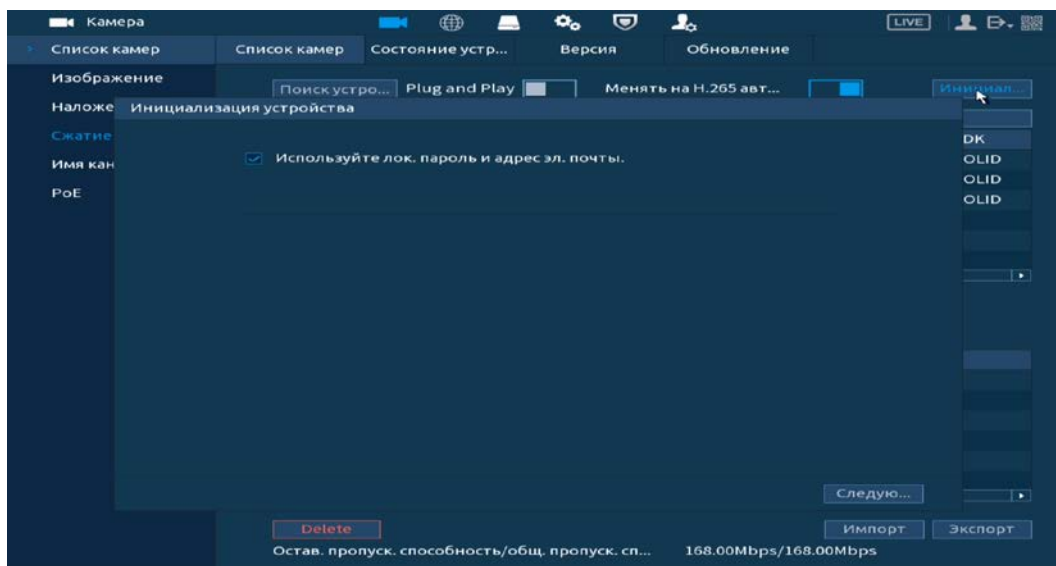 Камера LIVE
Список камер Список камер Состояние устр... Версия Обновление
Изображение Поиск устро... Plug and Play Менять на H.265 авт... Инициал...
Наложе Инициализация устройства
Сжатие DK
Используйте лок. пароль и адрес эл. почты. OLID
Имя кан OLID
PoE OLID
Следую...
Delete Импорт Экспорт
Остав. пропуск. способность/общ. пропуск. сп... 168.00Mbps/168.00Mbps